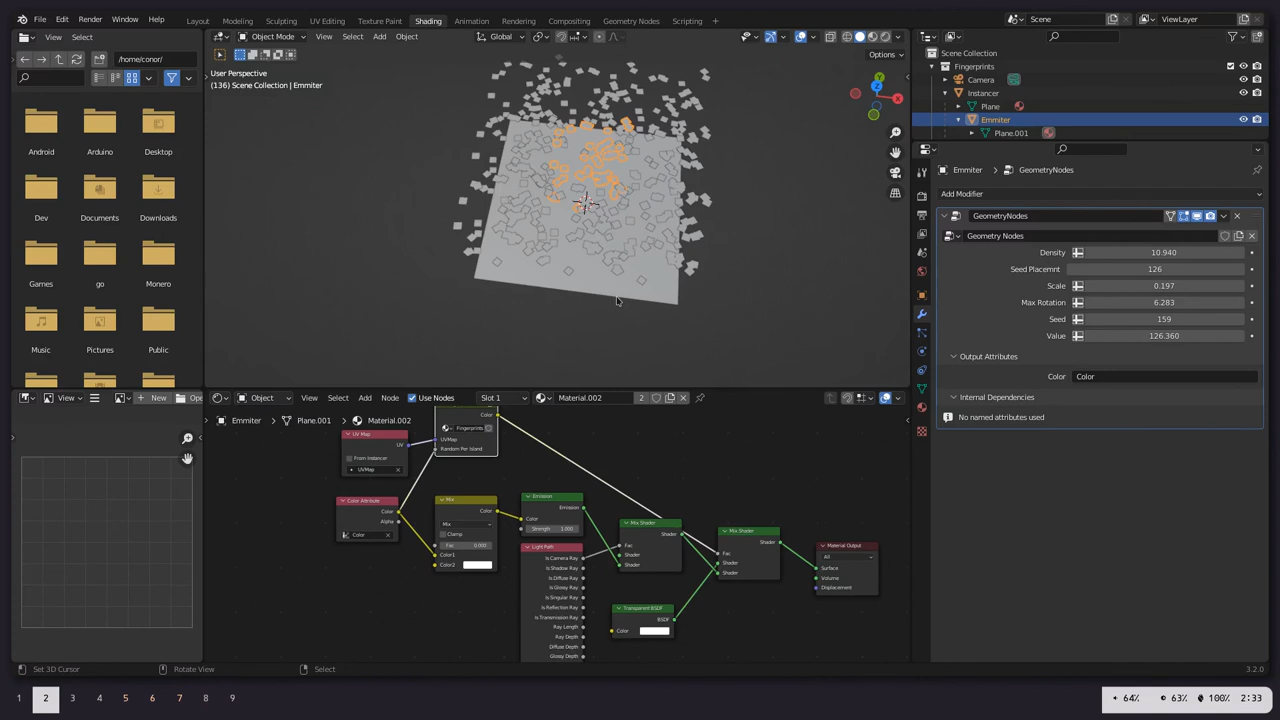 File Edit Render Window Help
Layout Modeling Sculpting UV Editing Texture Paint Shading Animation Rendering Compositing Geometry Nodes Scripting +
Scene
ViewLayer
View Select
Object Mode View Select Add Object
Global
Options
/home/conor/
User Perspective
(136) Scene Collection | Emmiter
Android Arduino Desktop
Dev Documents Downloads
Games go Monero
Music Pictures Public
Scene Collection
Fingerprints
Camera
Instancer
Plane
Emmiter
Plane.001
Emmiter GeometryNodes
Add Modifier
GeometryNodes
Geometry Nodes
Density 10.940
Seed Placemnt 126
Scale 0.197
Max Rotation 6.283
Seed 159
Value 126.360
Output Attributes
Color Color
Internal Dependencies
No named attributes used
View New Ope
Object View Select Add Node Use Nodes Slot 1 Material.002 2
Emmiter Plane.001 Material.002
UV Map
UV
From Instancer
UVMap
Color
Fingerprints
UVMap
Random Per Island
Color Attribute
Color
Alpha
Color
Mix
Color
Mix
Clamp
Fac 0.000
Color1
Color2
Emission
Emission
Color
Strength 1.000
Light Path
Is Camera Ray
Is Shadow Ray
Is Diffuse Ray
Is Glossy Ray
Is Singular Ray
Is Reflection Ray
Is Transmission Ray
Ray Length
Ray Depth
Diffuse Depth
Glossy Depth
Mix Shader
Shader
Fac
Shader
Shader
Transparent BSDF
BSDF
Color
Mix Shader
Shader
Fac
Shader
Shader
Material Output
All
Surface
Volume
Displacement
Set 3D Cursor Rotate View Select 3.2.0
1 2 3 4 5 6 7 8 9
64% 63% 100% 2:33